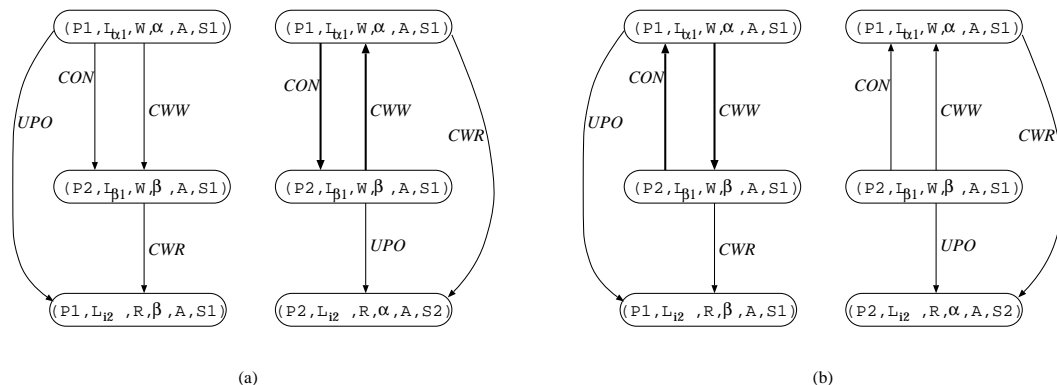 (P1,Lα1,W,α,A,S1) (P1,Lα1,W,α,A,S1) (P1,Lα1,W,α,A,S1) (P1,Lα1,W,α,A,S1)
CON CON CON CON
CWW CWW CWW CWW
UPO CWR UPO CWR
(P2,Lβ1,W,β,A,S1) (P2,Lβ1,W,β,A,S1) (P2,Lβ1,W,β,A,S1) (P2,Lβ1,W,β,A,S1)
CWR UPO CWR UPO
(P1,Li2 ,R,β,A,S1) (P2,Li2 ,R,α,A,S2) (P1,Li2 ,R,β,A,S1) (P2,Li2 ,R,α,A,S2)
(a) (b)